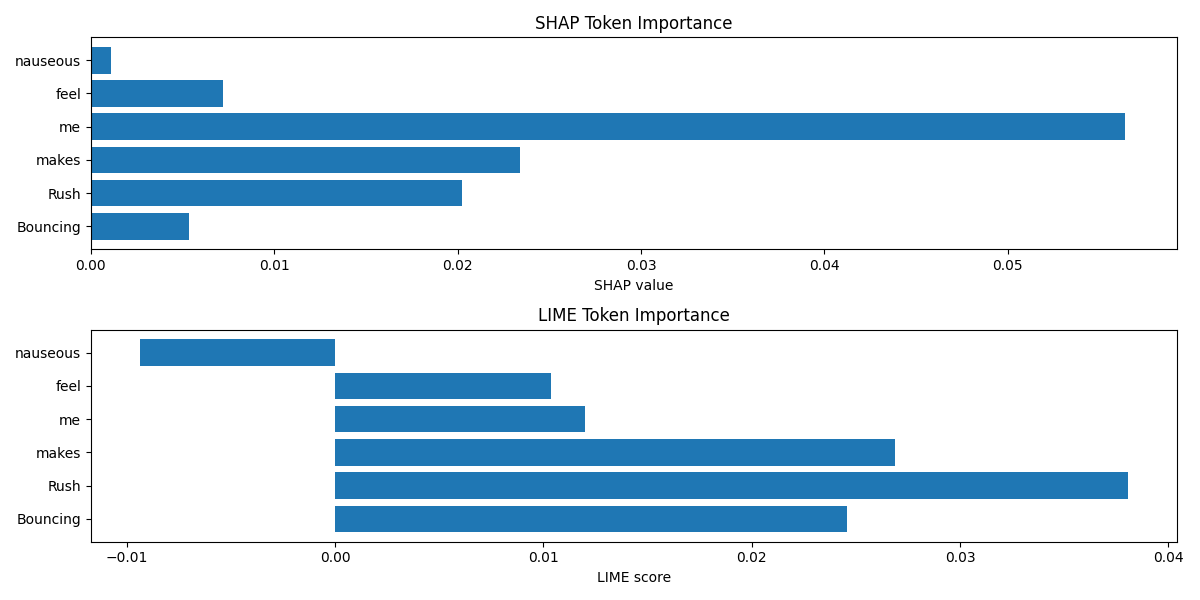 SHAP Token Importance
nauseous
feel
me
makes
Rush
Bouncing
0.00 0.01 0.02 0.03 0.04 0.05
SHAP value
LIME Token Importance
nauseous
feel
me
makes
Rush
Bouncing
−0.01 0.00 0.01 0.02 0.03 0.04
LIME score